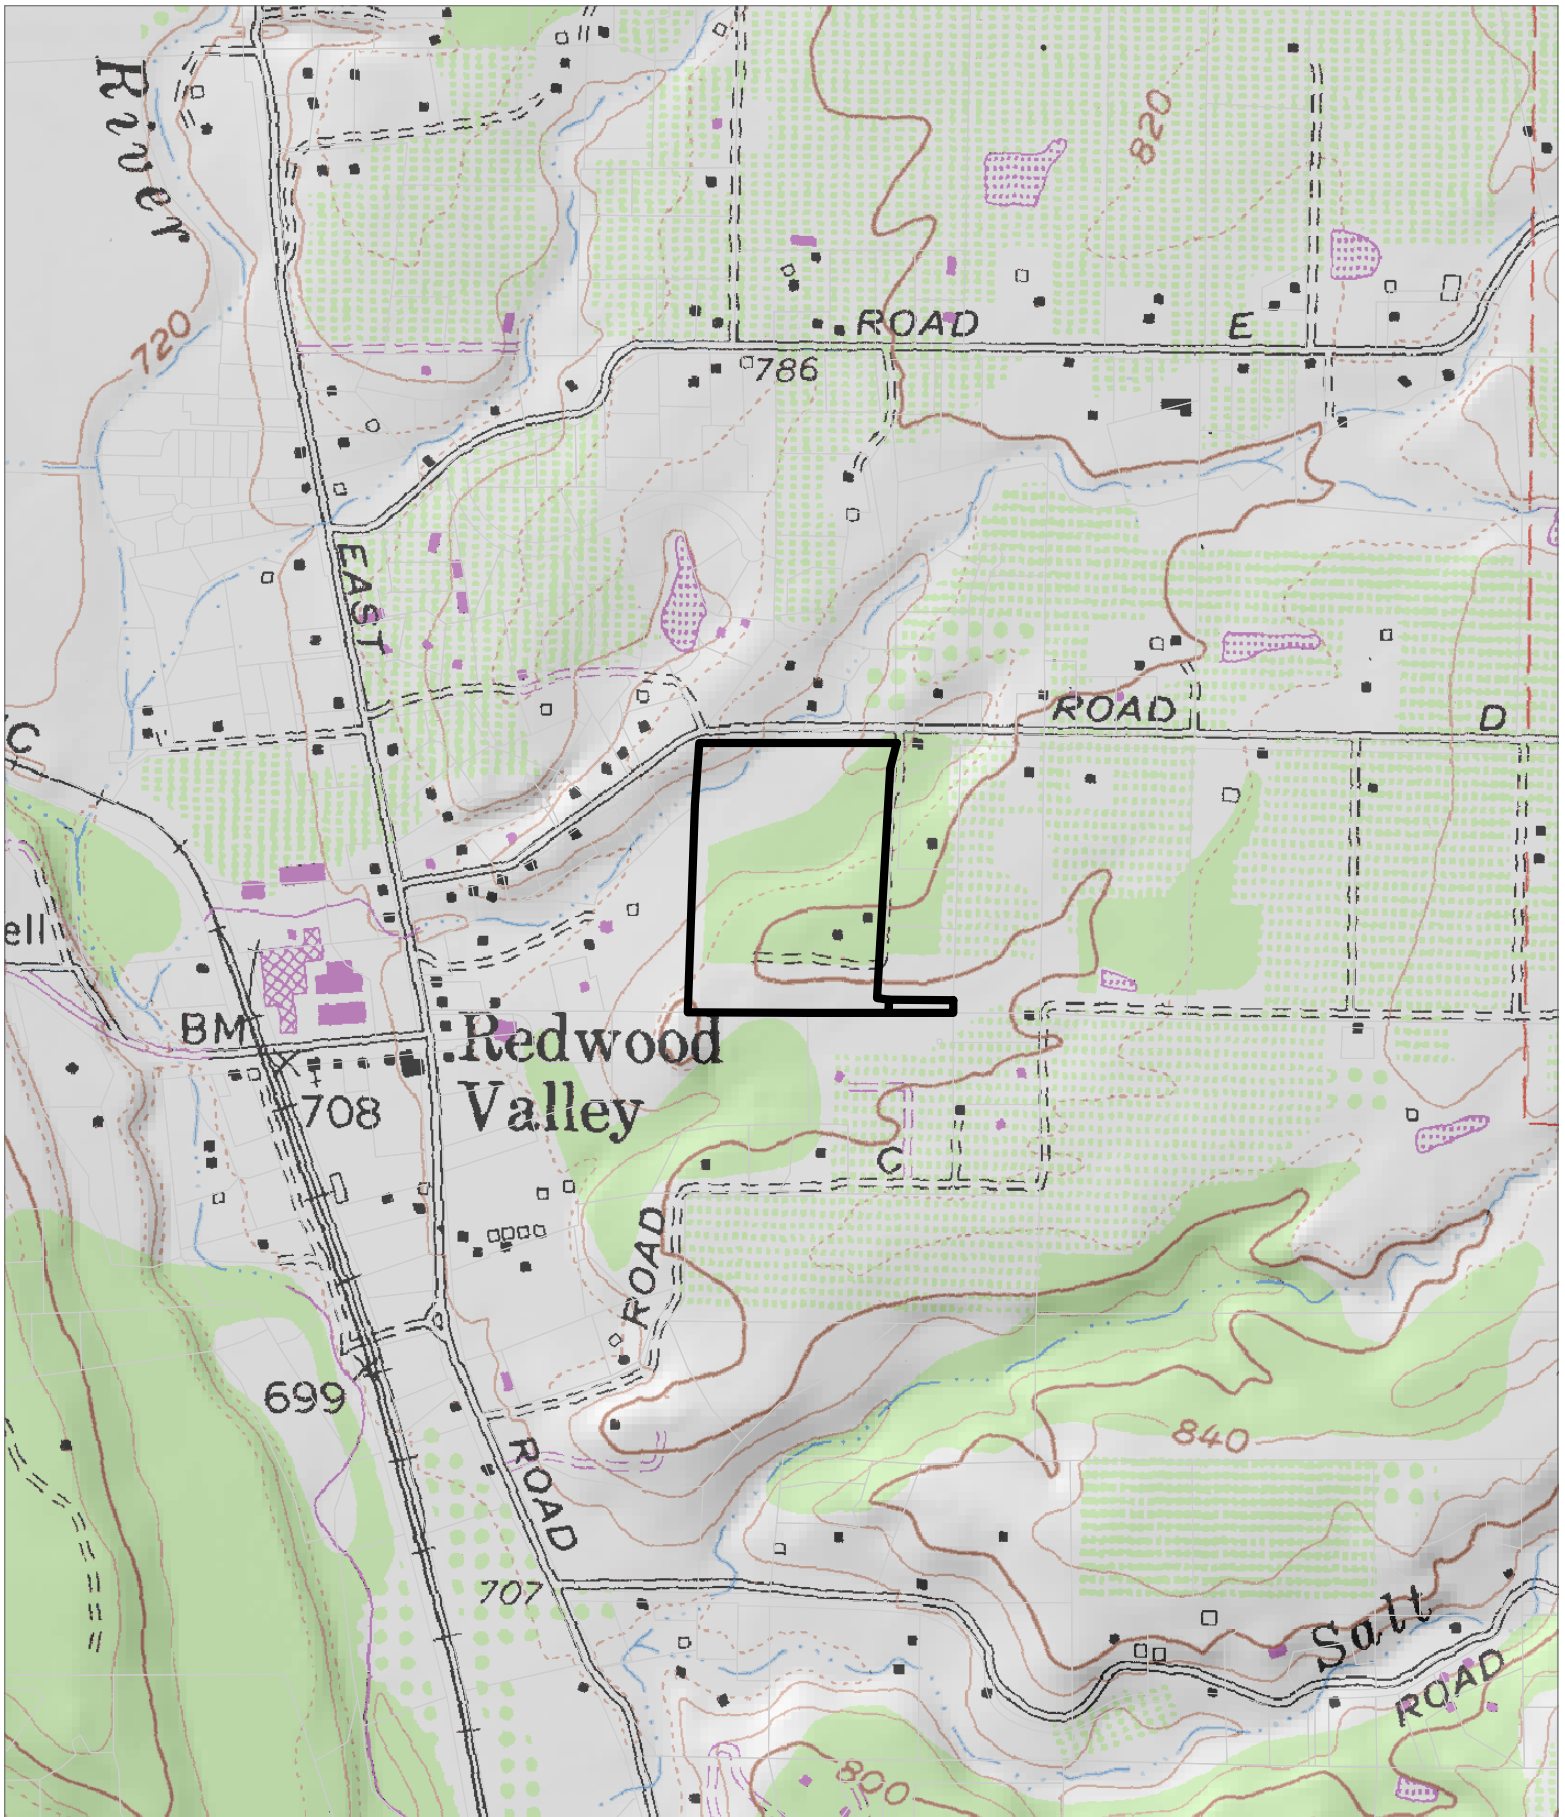 River
820
720
ROAD E
786
EAST
ROAD D
C
ell
BM
Redwood
Valley
708
C
ROAD
699
840
ROAD
707
Salt
ROAD
800